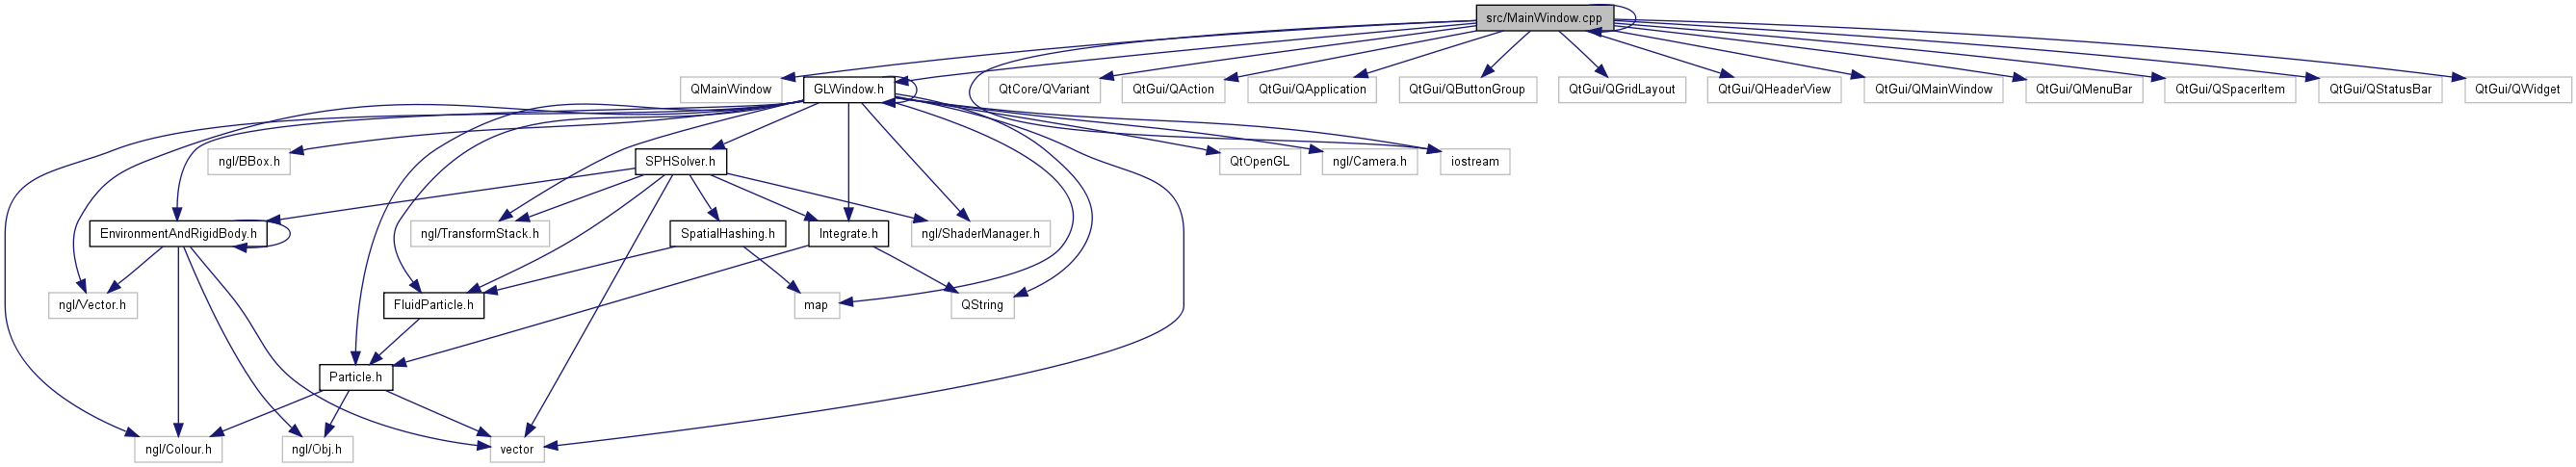 src/MainWindow.cpp
QMainWindow
GLWindow.h
QtCore/QVariant
QtGui/QAction
QtGui/QApplication
QtGui/QButtonGroup
QtGui/QGridLayout
QtGui/QHeaderView
QtGui/QMainWindow
QtGui/QMenuBar
QtGui/QSpacerItem
QtGui/QStatusBar
QtGui/QWidget
ngl/BBox.h
SPHSolver.h
QtOpenGL
ngl/Camera.h
iostream
EnvironmentAndRigidBody.h
ngl/TransformStack.h
SpatialHashing.h
Integrate.h
ngl/ShaderManager.h
ngl/Vector.h
FluidParticle.h
map
QString
Particle.h
ngl/Colour.h
ngl/Obj.h
vector